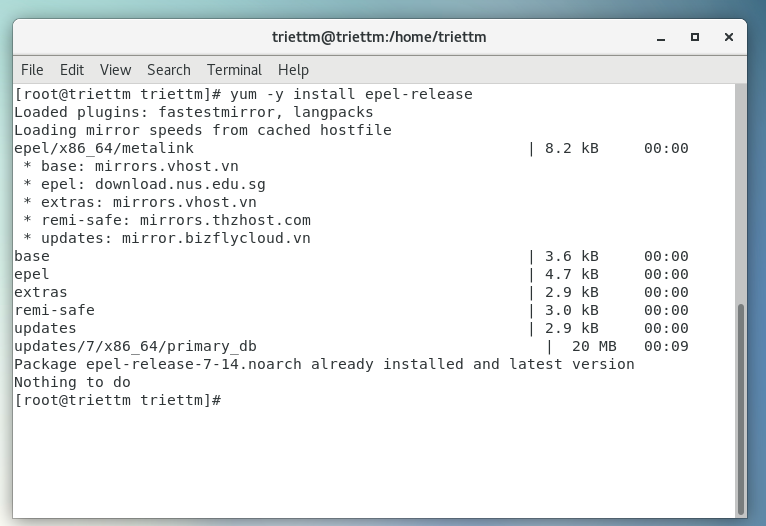 triettm@triettm:/home/triettm
File Edit View Search Terminal Help
[root@triettm triettm]# yum -y install epel-release
Loaded plugins: fastestmirror, langpacks
Loading mirror speeds from cached hostfile
epel/x86_64/metalink | 8.2 kB 00:00
* base: mirrors.vhost.vn
* epel: download.nus.edu.sg
* extras: mirrors.vhost.vn
* remi-safe: mirrors.thzhost.com
* updates: mirror.bizflycloud.vn
base | 3.6 kB 00:00
epel | 4.7 kB 00:00
extras | 2.9 kB 00:00
remi-safe | 3.0 kB 00:00
updates | 2.9 kB 00:00
updates/7/x86_64/primary_db | 20 MB 00:09
Package epel-release-7-14.noarch already installed and latest version
Nothing to do
[root@triettm triettm]#